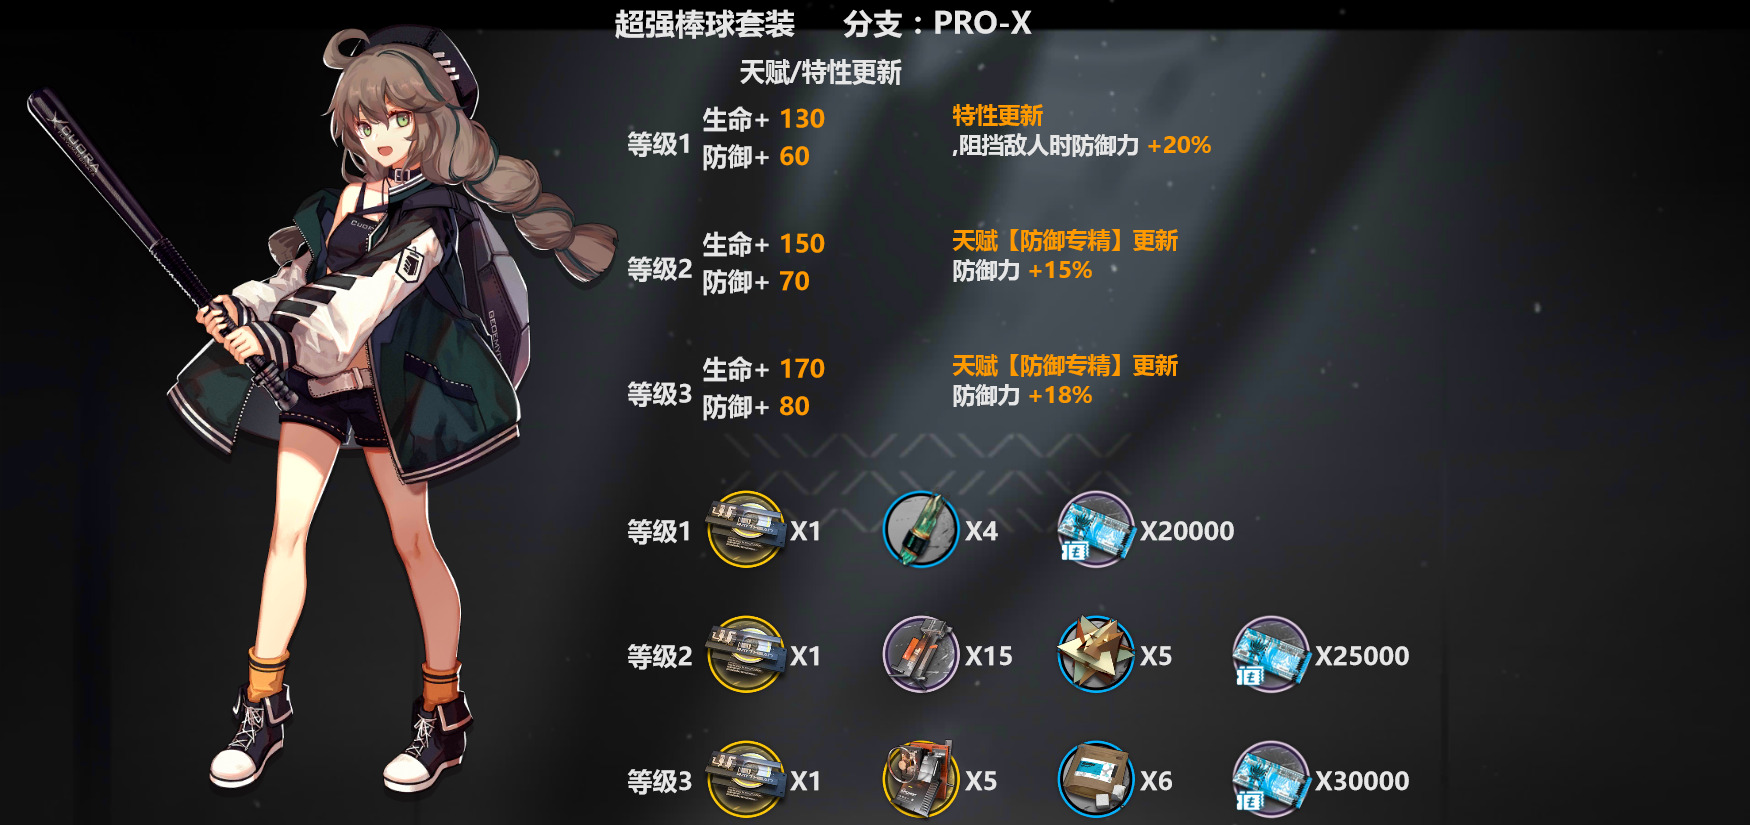 超强棒球套装 分支：PRO-X
天赋/特性更新
等级1
生命+ 130
防御+ 60
特性更新
,阻挡敌人时防御力 +20%
等级2
生命+ 150
防御+ 70
天赋【防御专精】更新
防御力 +15%
等级3
生命+ 170
防御+ 80
天赋【防御专精】更新
防御力 +18%
等级1 X1 X4 X20000
等级2 X1 X15 X5 X25000
等级3 X1 X5 X6 X30000
CUORA